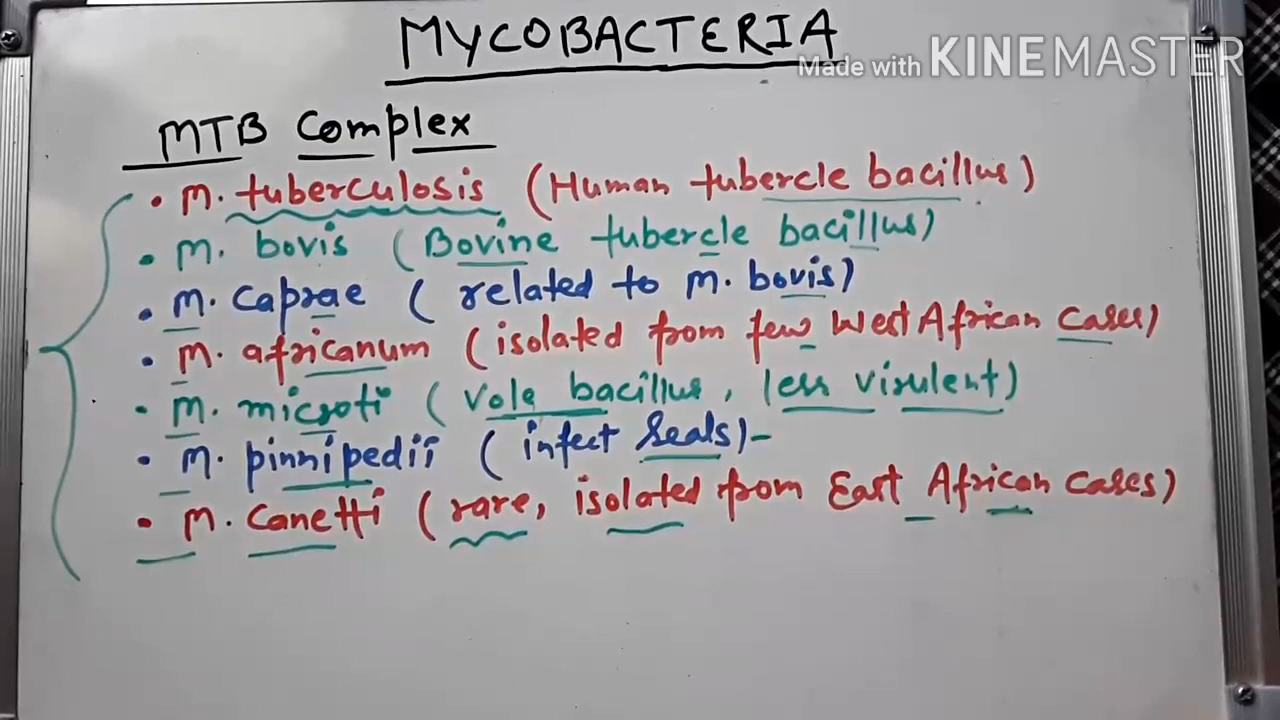 MYCOBACTERIA
Made with KINEMASTER
MTB Complex
• M. tuberculosis (Human tubercle bacillus)
• M. bovis (Bovine tubercle bacillus)
• M. caprae ( related to M. bovis)
• M. africanum (isolated from few West African cases)
• M. microti ( Vole bacillus, less virulent)
• M. pinnipedii ( infect seals)-
• M. canetti ( rare, isolated from East African cases)